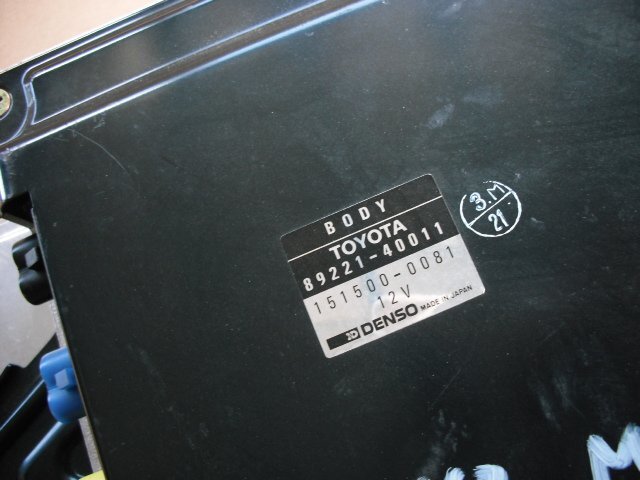 BODY
TOYOTA
89221-40011
151500-0081
12V
DENSO MADE IN JAPAN
3.M
21
M